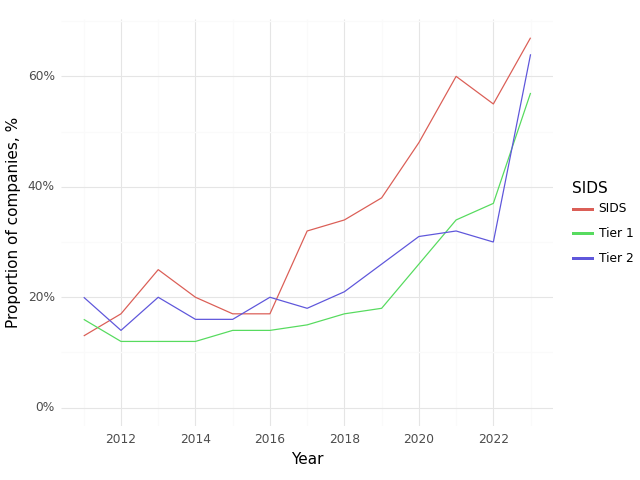 60%
40%
20%
0%
Proportion of companies, %
2012
2014
2016
2018
2020
2022
Year
SIDS
SIDS
Tier 1
Tier 2